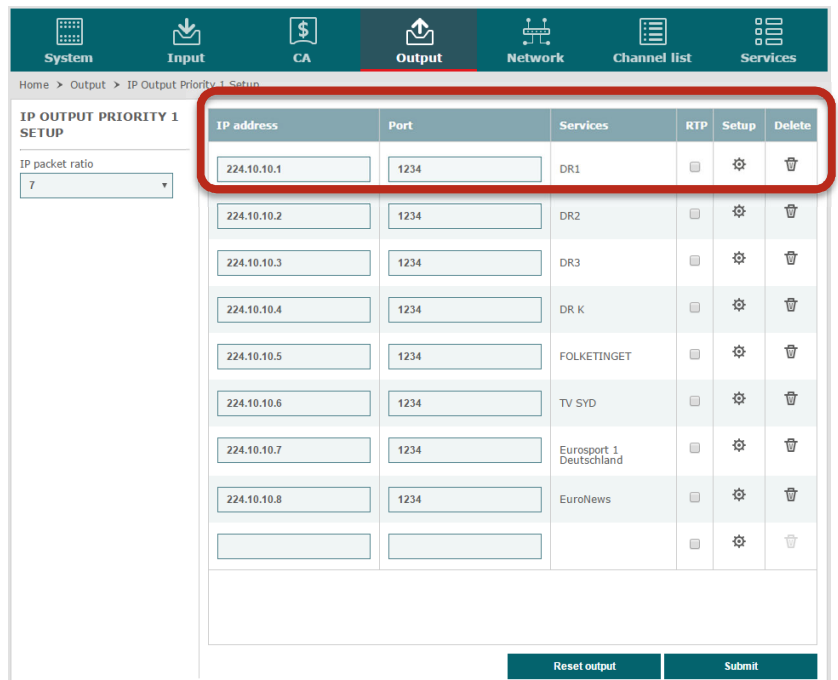 System Input CA Output Network Channel list Services
Home > Output > IP Output Priority 1 Setup
IP OUTPUT PRIORITY 1
SETUP
IP packet ratio
7
IP address Port Services RTP Setup Delete
224.10.10.1 1234 DR1
224.10.10.2 1234 DR2
224.10.10.3 1234 DR3
224.10.10.4 1234 DR K
224.10.10.5 1234 FOLKETINGET
224.10.10.6 1234 TV SYD
224.10.10.7 1234 Eurosport 1
Deutschland
224.10.10.8 1234 EuroNews
Reset output Submit